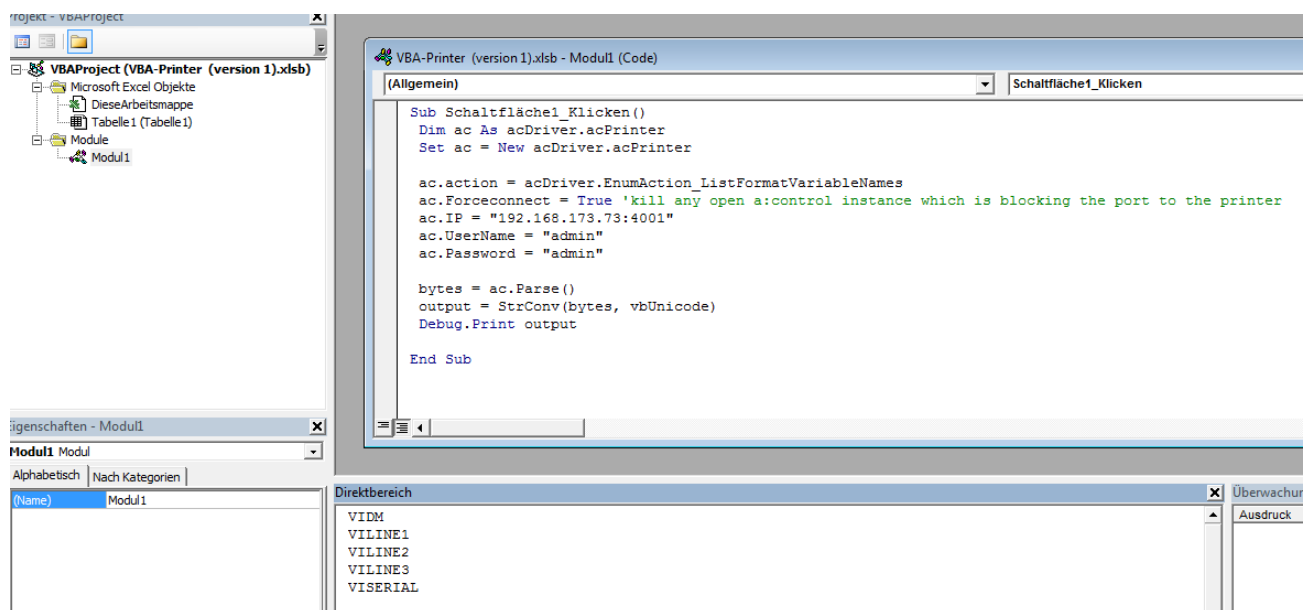 Projekt - VBAProject
VBAProject (VBA-Printer (version 1).xlsb)
Microsoft Excel Objekte
DieseArbeitsmappe
Tabelle1 (Tabelle1)
Module
Modul1
VBA-Printer (version 1).xlsb - Modul1 (Code)
(Allgemein)
Schaltfläche1_Klicken
Sub Schaltfläche1_Klicken()
Dim ac As acDriver.acPrinter
Set ac = New acDriver.acPrinter
ac.action = acDriver.EnumAction_ListFormatVariableNames
ac.Forceconnect = True 'kill any open a:control instance which is blocking the port to the printer
ac.IP = "192.168.173.73:4001"
ac.UserName = "admin"
ac.Password = "admin"
bytes = ac.Parse()
output = StrConv(bytes, vbUnicode)
Debug.Print output
End Sub
Eigenschaften - Modul1
Modul1 Modul
Alphabetisch
Nach Kategorien
(Name) Modul1
Direktbereich
VIDM
VILINE1
VILINE2
VILINE3
VISERIAL
Überwachun
Ausdruck